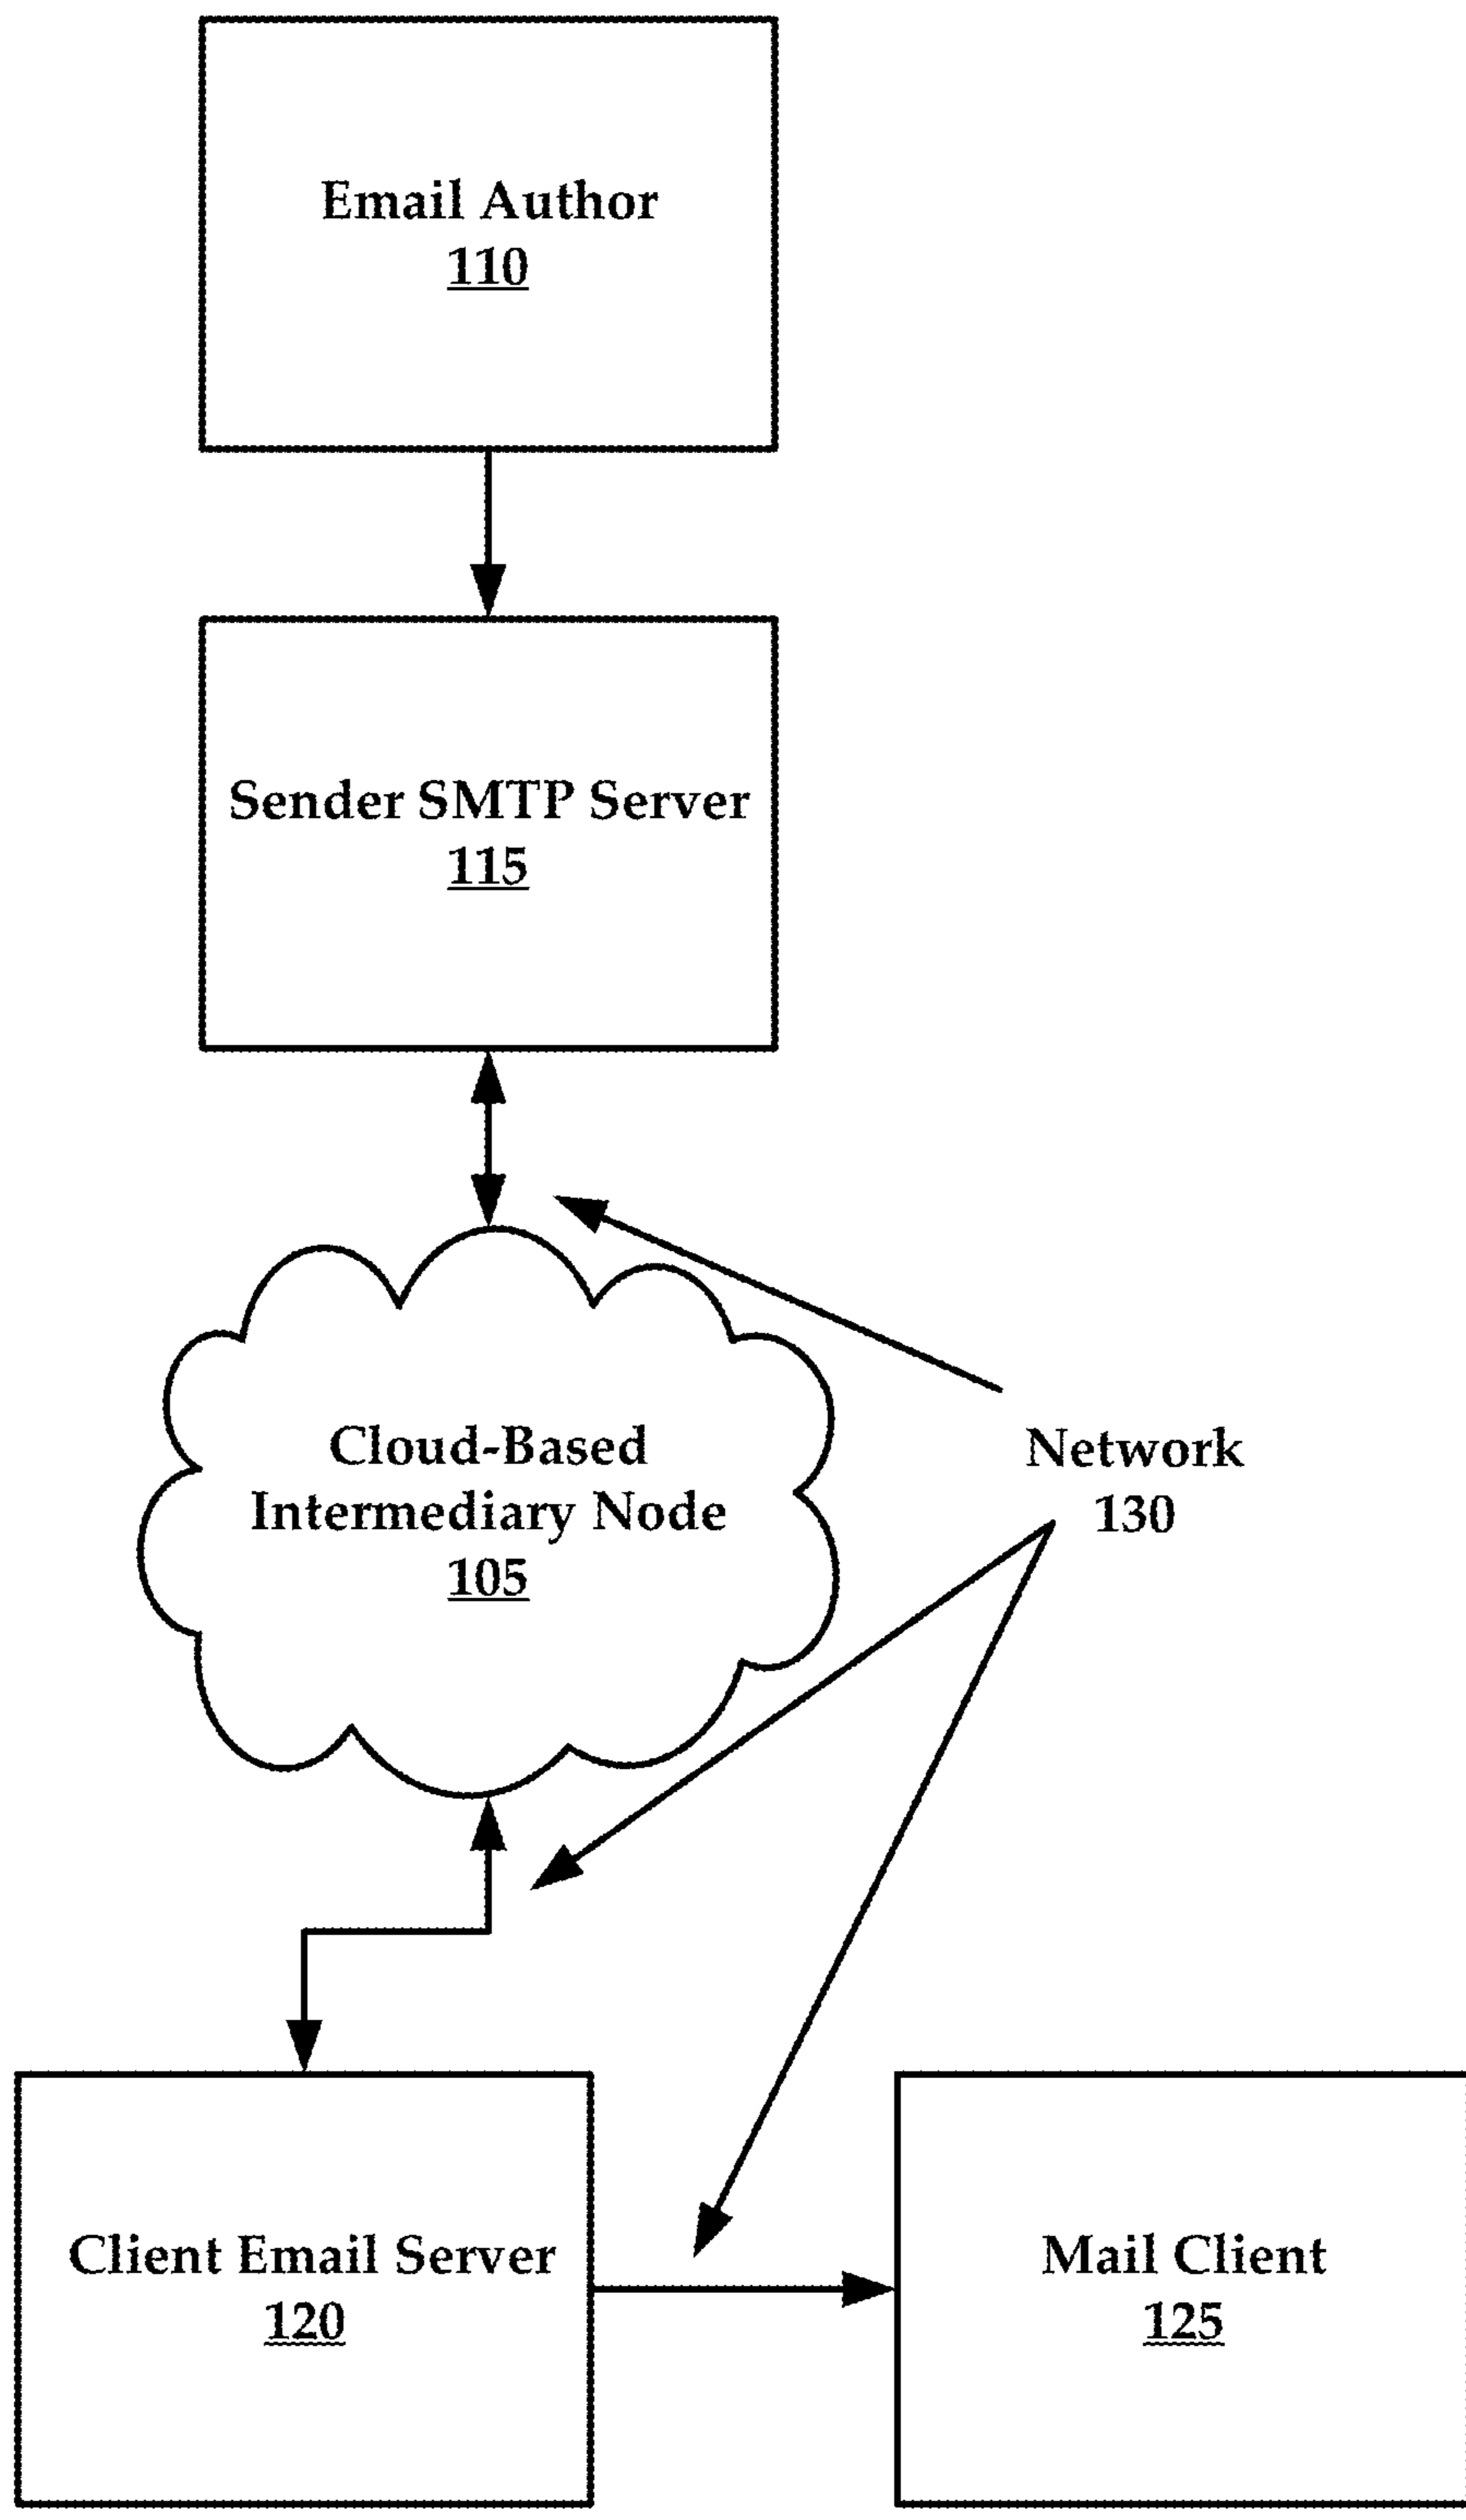 Email Author
110
Sender SMTP Server
115
Cloud-Based
Intermediary Node
105
Network
130
Client Email Server
120
Mail Client
125